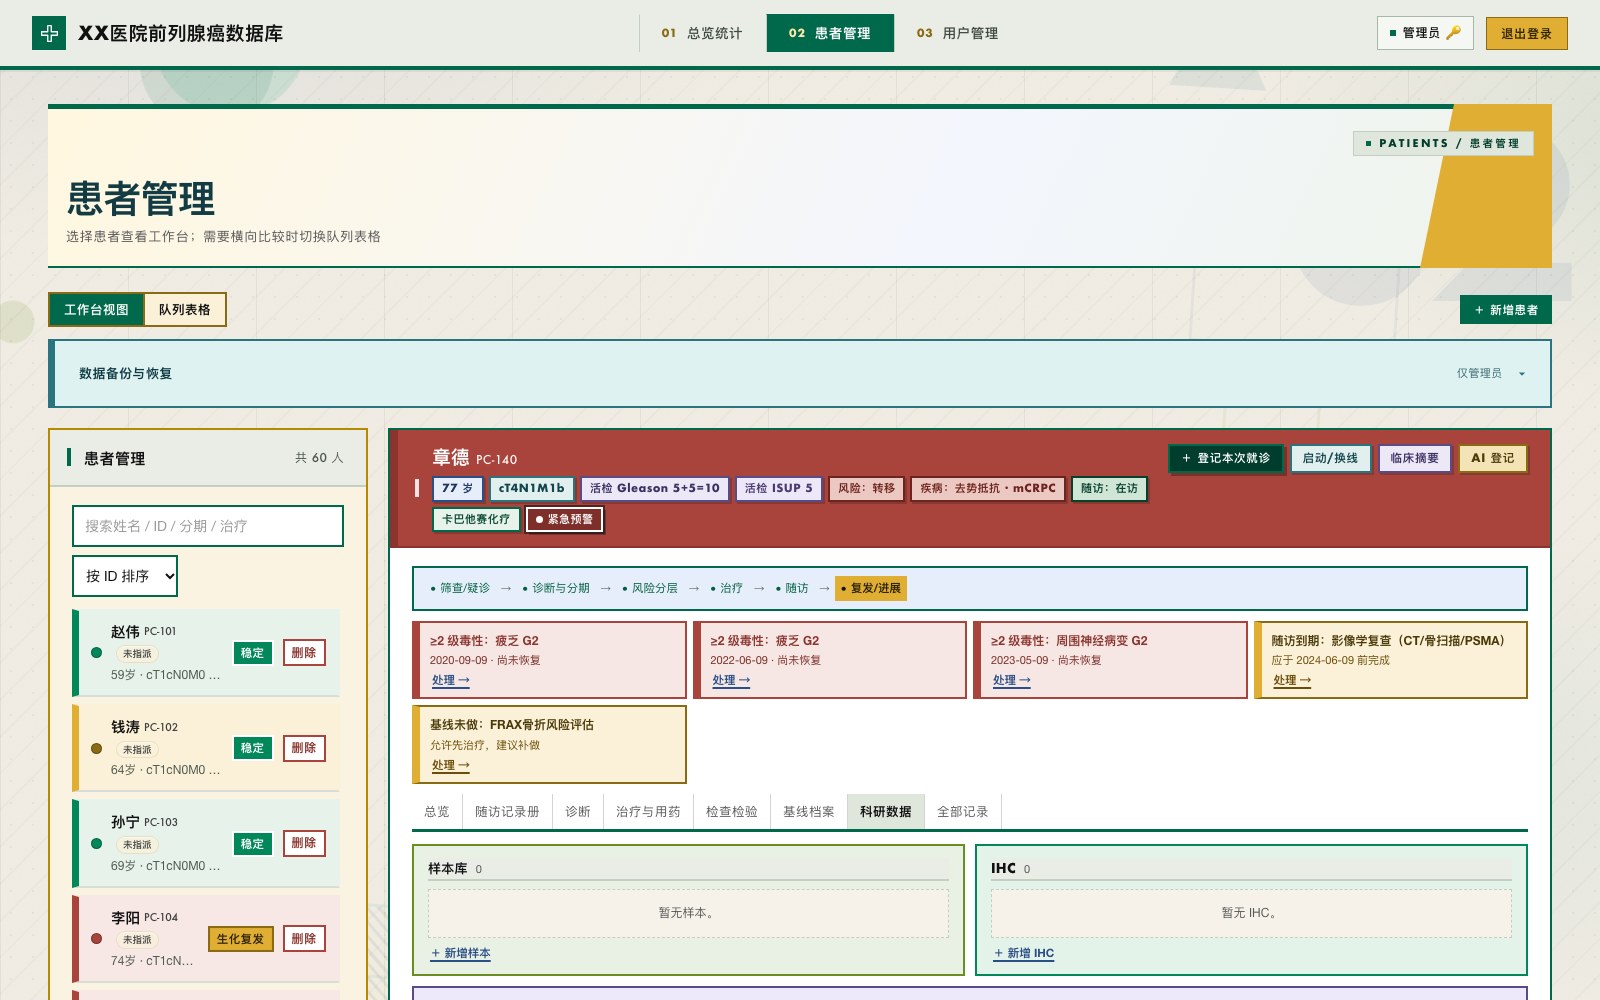 XX医院前列腺癌数据库
01 总览统计
02 患者管理
03 用户管理
管理员 🔑
退出登录
PATIENTS / 患者管理
患者管理
选择患者查看工作台；需要横向比较时切换队列表格
工作台视图
队列表格
＋ 新增患者
数据备份与恢复
仅管理员
患者管理
共 60 人
搜索姓名 / ID / 分期 / 治疗
按 ID 排序
赵伟 PC-101
未指派
59岁 · cT1cN0M0 ...
稳定
删除
钱涛 PC-102
未指派
64岁 · cT1cN0M0 ...
稳定
删除
孙宁 PC-103
未指派
69岁 · cT1cN0M0 ...
稳定
删除
李阳 PC-104
未指派
74岁 · cT1cN...
生化复发
删除
章德 PC-140
＋ 登记本次就诊
启动/换线
临床摘要
AI 登记
77 岁
cT4N1M1b
活检 Gleason 5+5=10
活检 ISUP 5
风险：转移
疾病：去势抵抗 · mCRPC
随访：在访
卡巴他赛化疗
紧急预警
• 筛查/疑诊 → • 诊断与分期 → • 风险分层 → • 治疗 → • 随访 → • 复发/进展
≥2 级毒性：疲乏 G2
2020-09-09 · 尚未恢复
处理 →
≥2 级毒性：疲乏 G2
2022-06-09 · 尚未恢复
处理 →
≥2 级毒性：周围神经病变 G2
2023-05-09 · 尚未恢复
处理 →
随访到期：影像学复查（CT/骨扫描/PSMA）
应于 2024-06-09 前完成
处理 →
基线未做：FRAX骨折风险评估
允许先治疗，建议补做
处理 →
总览
随访记录册
诊断
治疗与用药
检查检验
基线档案
科研数据
全部记录
样本库 0
暂无样本。
＋ 新增样本
IHC 0
暂无 IHC。
＋ 新增 IHC